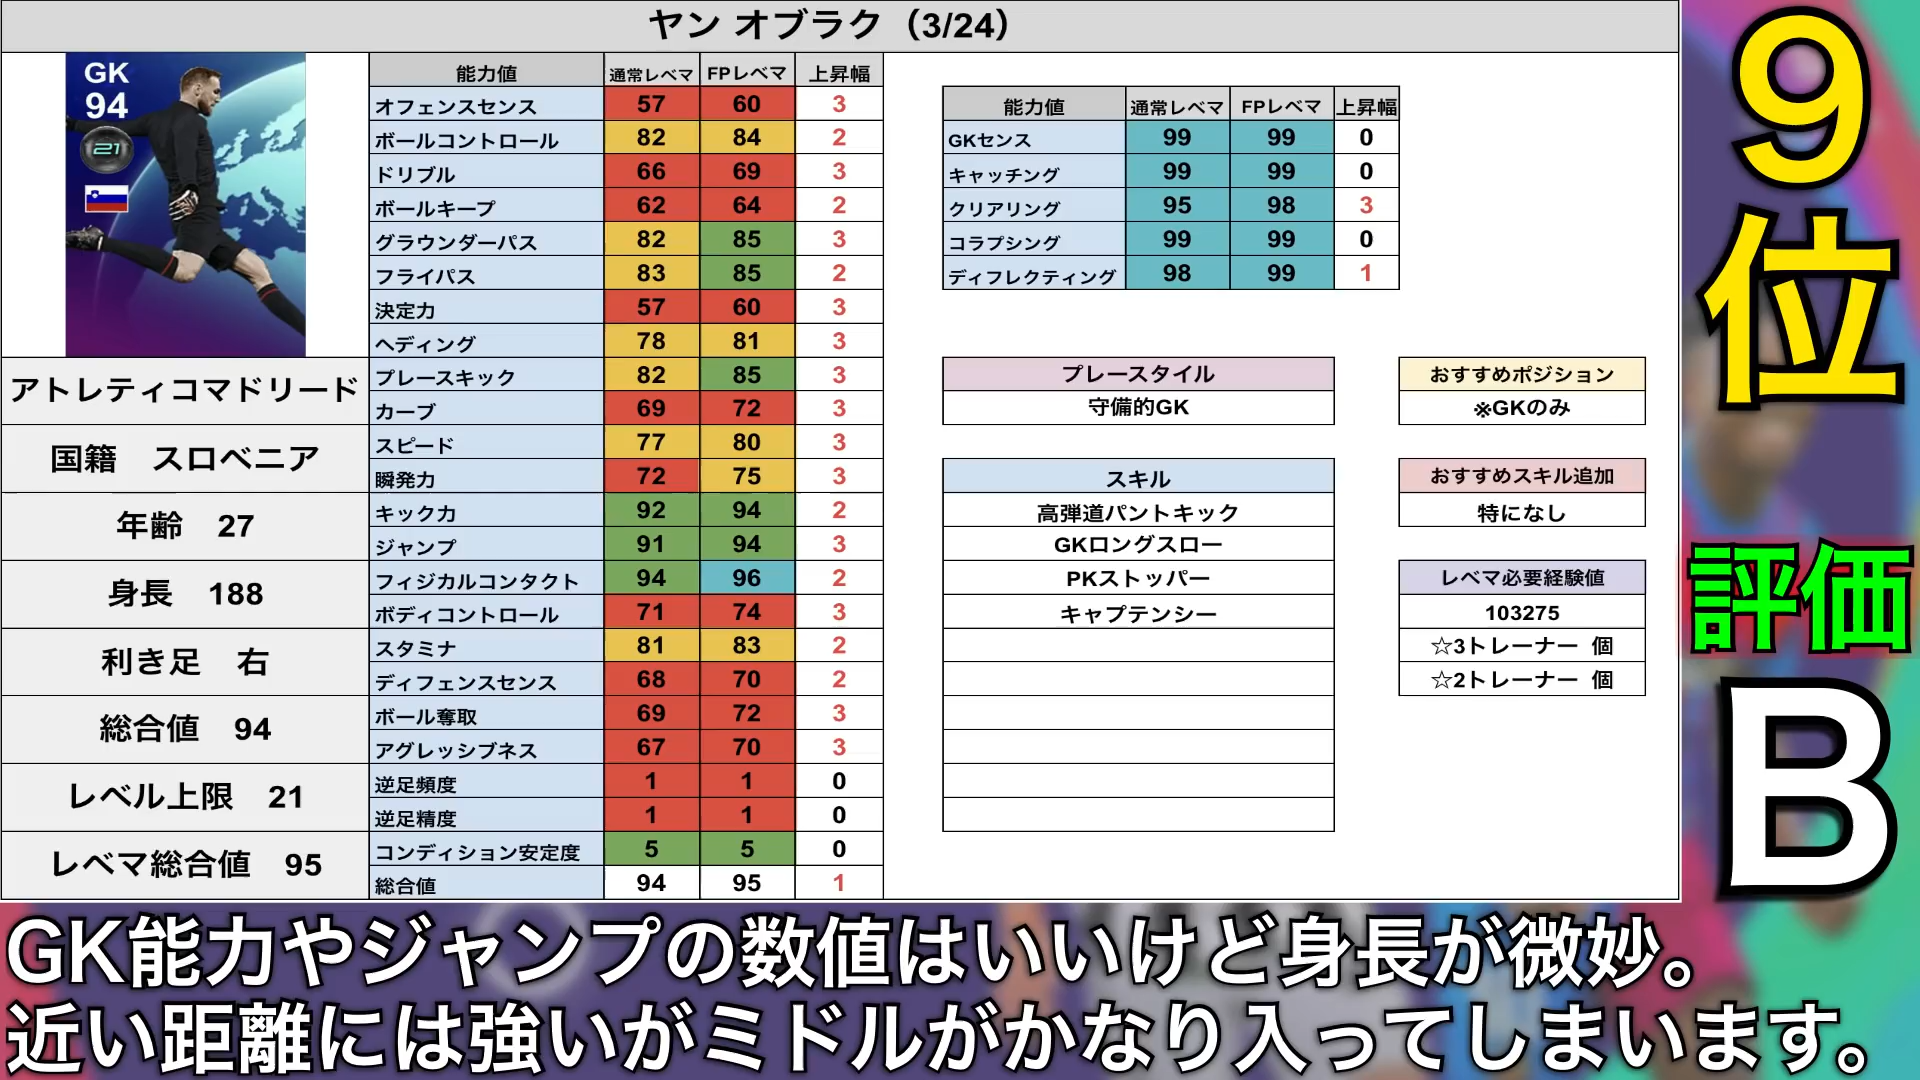 ヤン オブラク（3/24）
GK
94
21
アトレティコマドリード
国籍　スロベニア
年齢　27
身長　188
利き足　右
総合値　94
レベル上限　21
レベマ総合値　95
能力値 通常レベマ FPレベマ 上昇幅
オフェンスセンス 57 60 3
ボールコントロール 82 84 2
ドリブル 66 69 3
ボールキープ 62 64 2
グラウンダーパス 82 85 3
フライパス 83 85 2
決定力 57 60 3
ヘディング 78 81 3
プレースキック 82 85 3
カーブ 69 72 3
スピード 77 80 3
瞬発力 72 75 3
キック力 92 94 2
ジャンプ 91 94 3
フィジカルコンタクト 94 96 2
ボディコントロール 71 74 3
スタミナ 81 83 2
ディフェンスセンス 68 70 2
ボール奪取 69 72 3
アグレッシブネス 67 70 3
逆足頻度 1 1 0
逆足精度 1 1 0
コンディション安定度 5 5 0
総合値 94 95 1
能力値 通常レベマ FPレベマ 上昇幅
GKセンス 99 99 0
キャッチング 99 99 0
クリアリング 95 98 3
コラプシング 99 99 0
ディフレクティング 98 99 1
プレースタイル
守備的GK
スキル
高弾道パントキック
GKロングスロー
PKストッパー
キャプテンシー
おすすめポジション
※GKのみ
おすすめスキル追加
特になし
レベマ必要経験値
103275
☆3トレーナー 個
☆2トレーナー 個
9
位
評価
B
GK能力やジャンプの数値はいいけど身長が微妙。
近い距離には強いがミドルがかなり入ってしまいます。